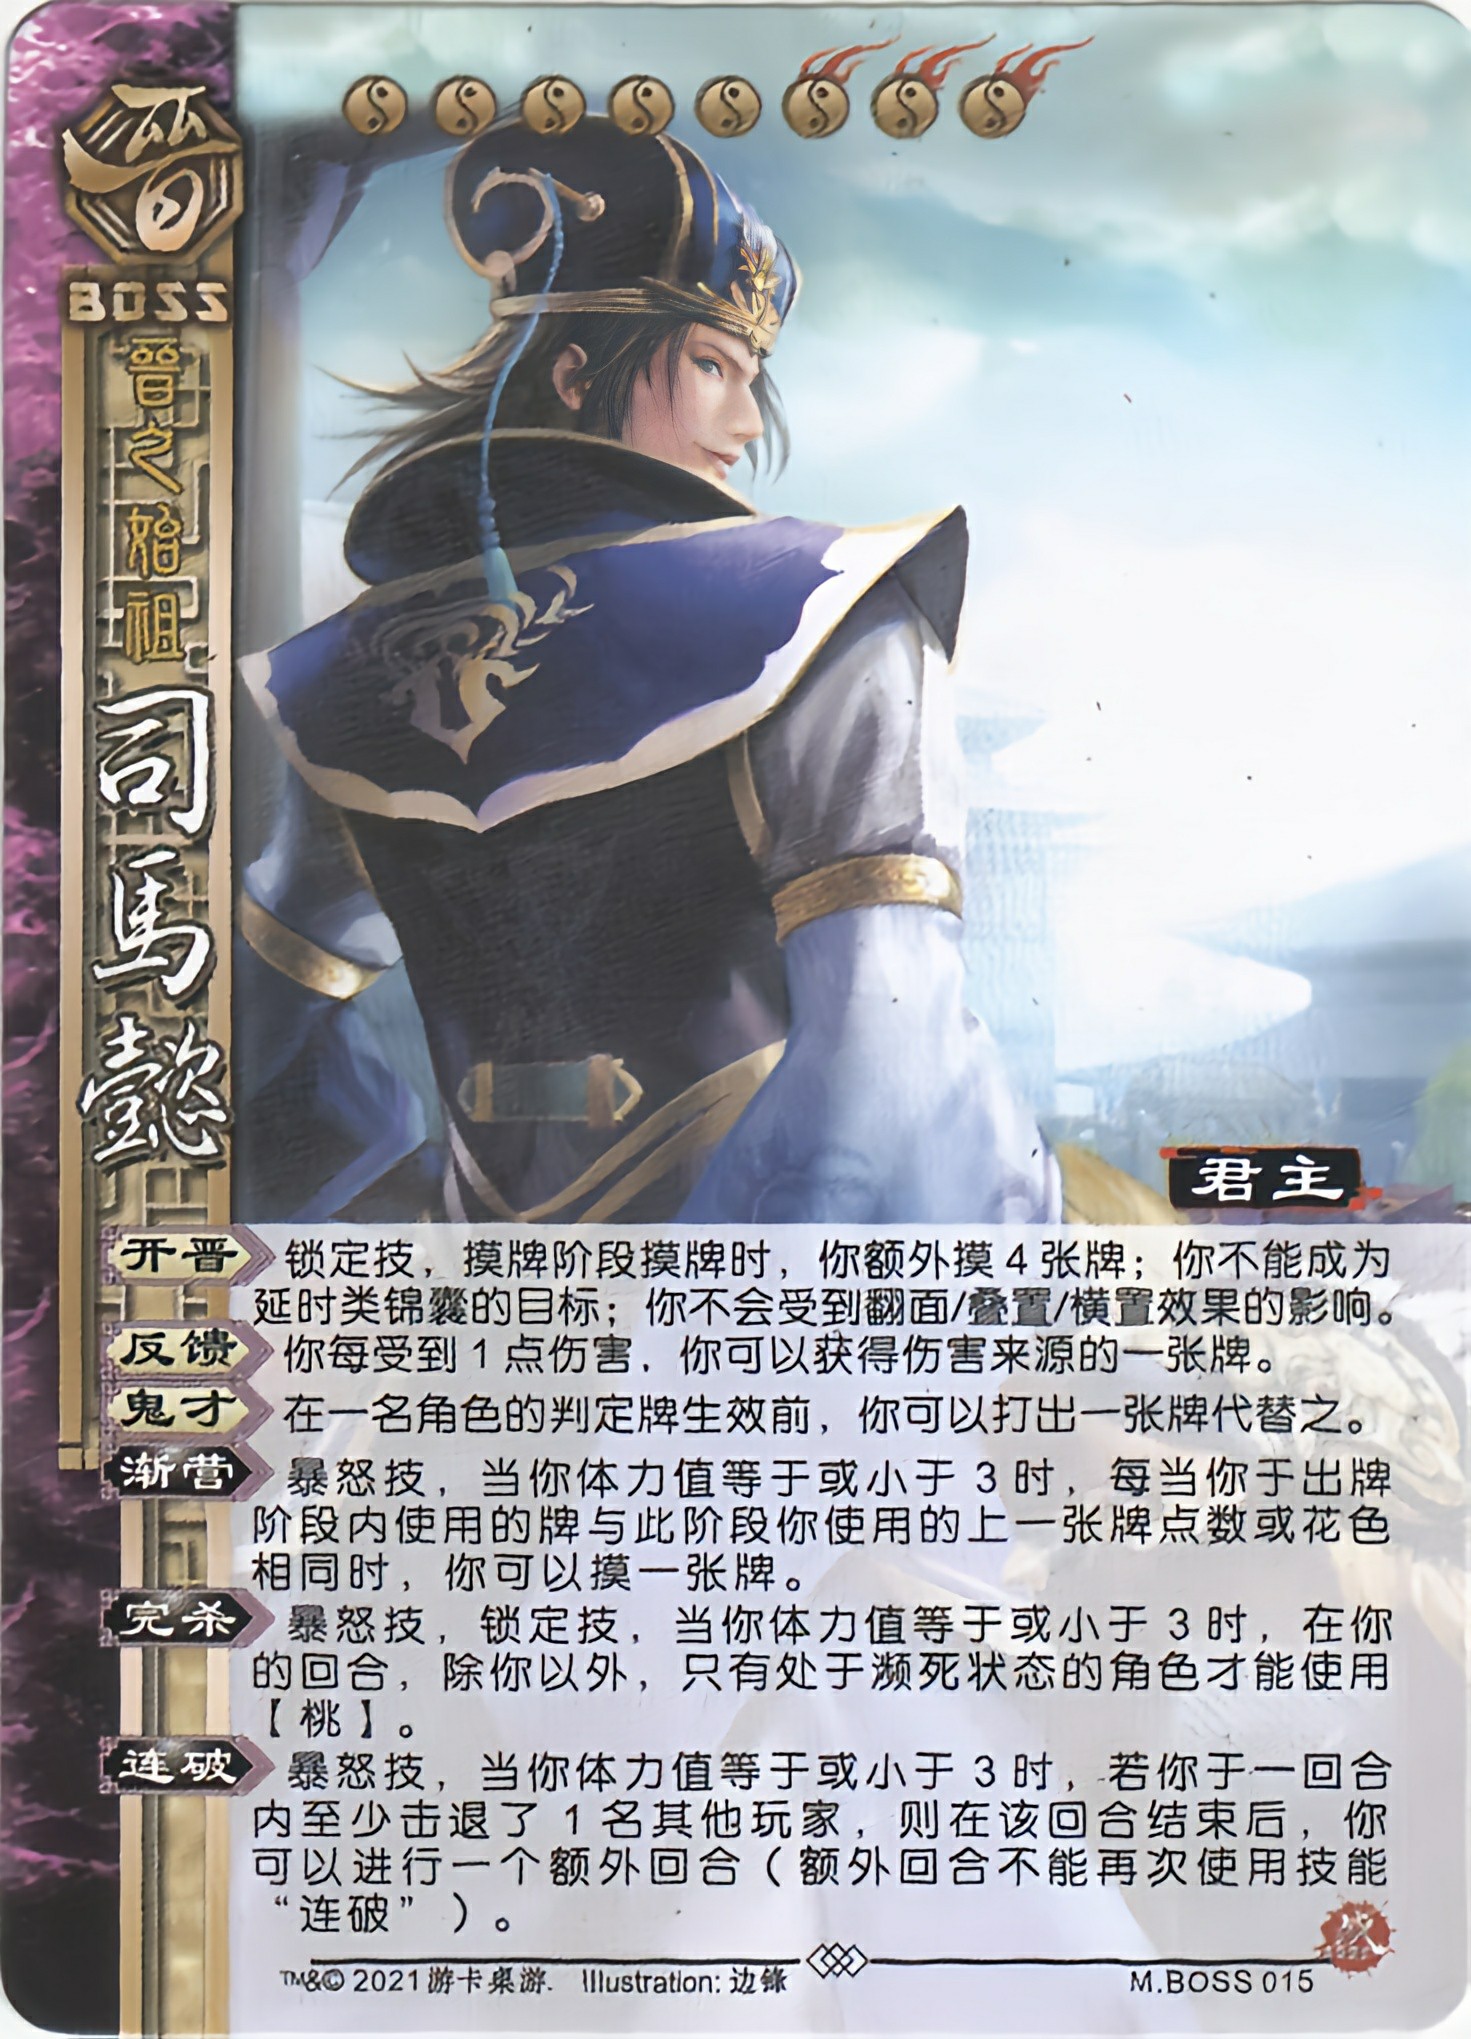 晋
BOSS
晋之始祖
司馬懿
君主
开晋 锁定技，摸牌阶段摸牌时，你额外摸 4 张牌；你不能成为
延时类锦囊的目标；你不会受到翻面/叠置/横置效果的影响。
反馈 你每受到 1 点伤害，你可以获得伤害来源的一张牌。
鬼才 在一名角色的判定牌生效前，你可以打出一张牌代替之。
渐营 暴怒技，当你体力值等于或小于 3 时，每当你于出牌
阶段内使用的牌与此阶段你使用的上一张牌点数或花色
相同时，你可以摸一张牌。
完杀 暴怒技，锁定技，当你体力值等于或小于 3 时，在你
的回合，除你以外，只有处于濒死状态的角色才能使用
【桃】。
连破 暴怒技，当你体力值等于或小于 3 时，若你于一回合
内至少击退了 1 名其他玩家，则在该回合结束后，你
可以进行一个额外回合（额外回合不能再次使用技能
“连破”）。
™&© 2021 游卡桌游. Illustration: 边锋
M.BOSS 015